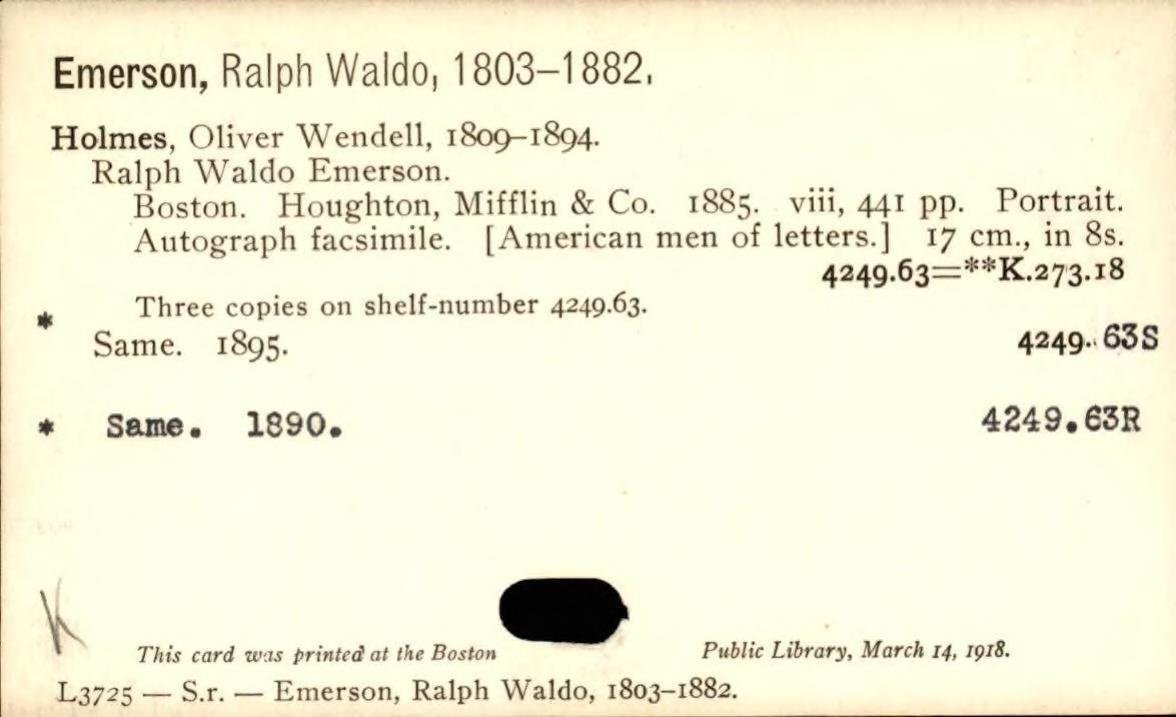 Emerson, Ralph Waldo, 1803–1882.
Holmes, Oliver Wendell, 1809–1894.
Ralph Waldo Emerson.
Boston. Houghton, Mifflin & Co. 1885. viii, 441 pp. Portrait.
Autograph facsimile. [American men of letters.] 17 cm., in 8s.
4249.63=**K.273.18
Three copies on shelf-number 4249.63.
* Same. 1895. 4249.63S
* Same. 1890. 4249.63R
K
This card was printed at the Boston Public Library, March 14, 1918.
L3725 — S.r. — Emerson, Ralph Waldo, 1803–1882.